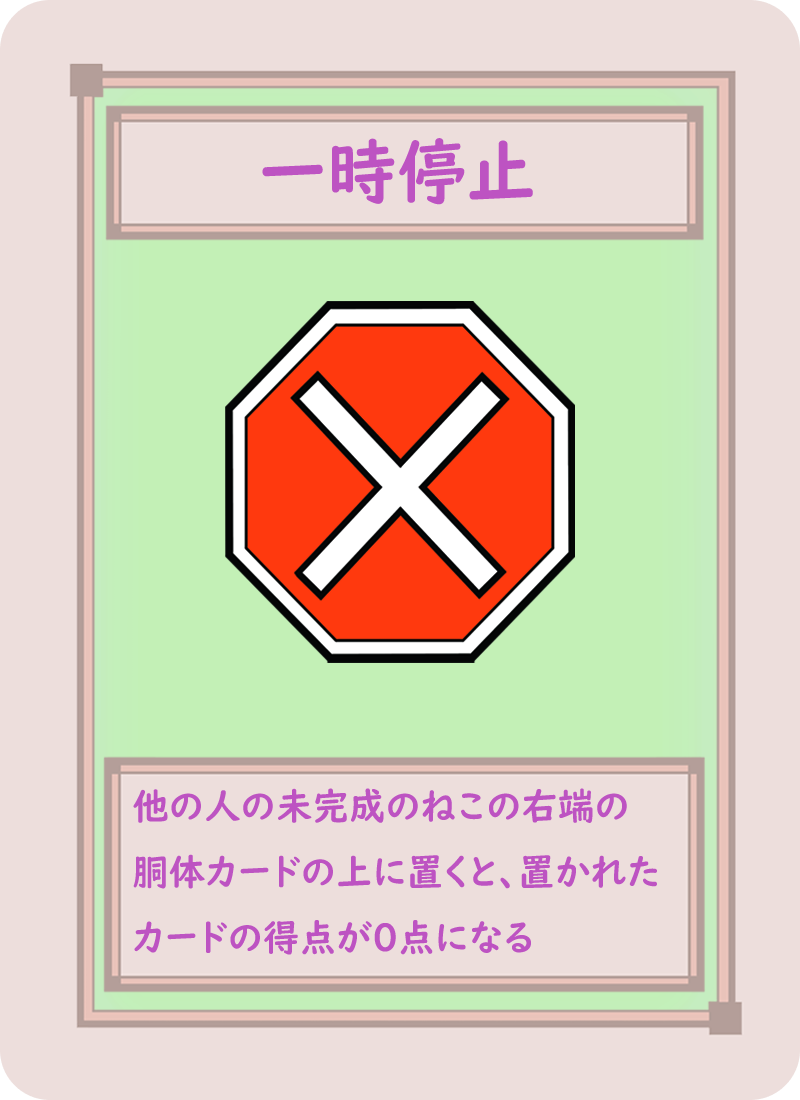 一時停止
他の人の未完成のねこの右端の
胴体カードの上に置くと、置かれた
カードの得点が0点になる